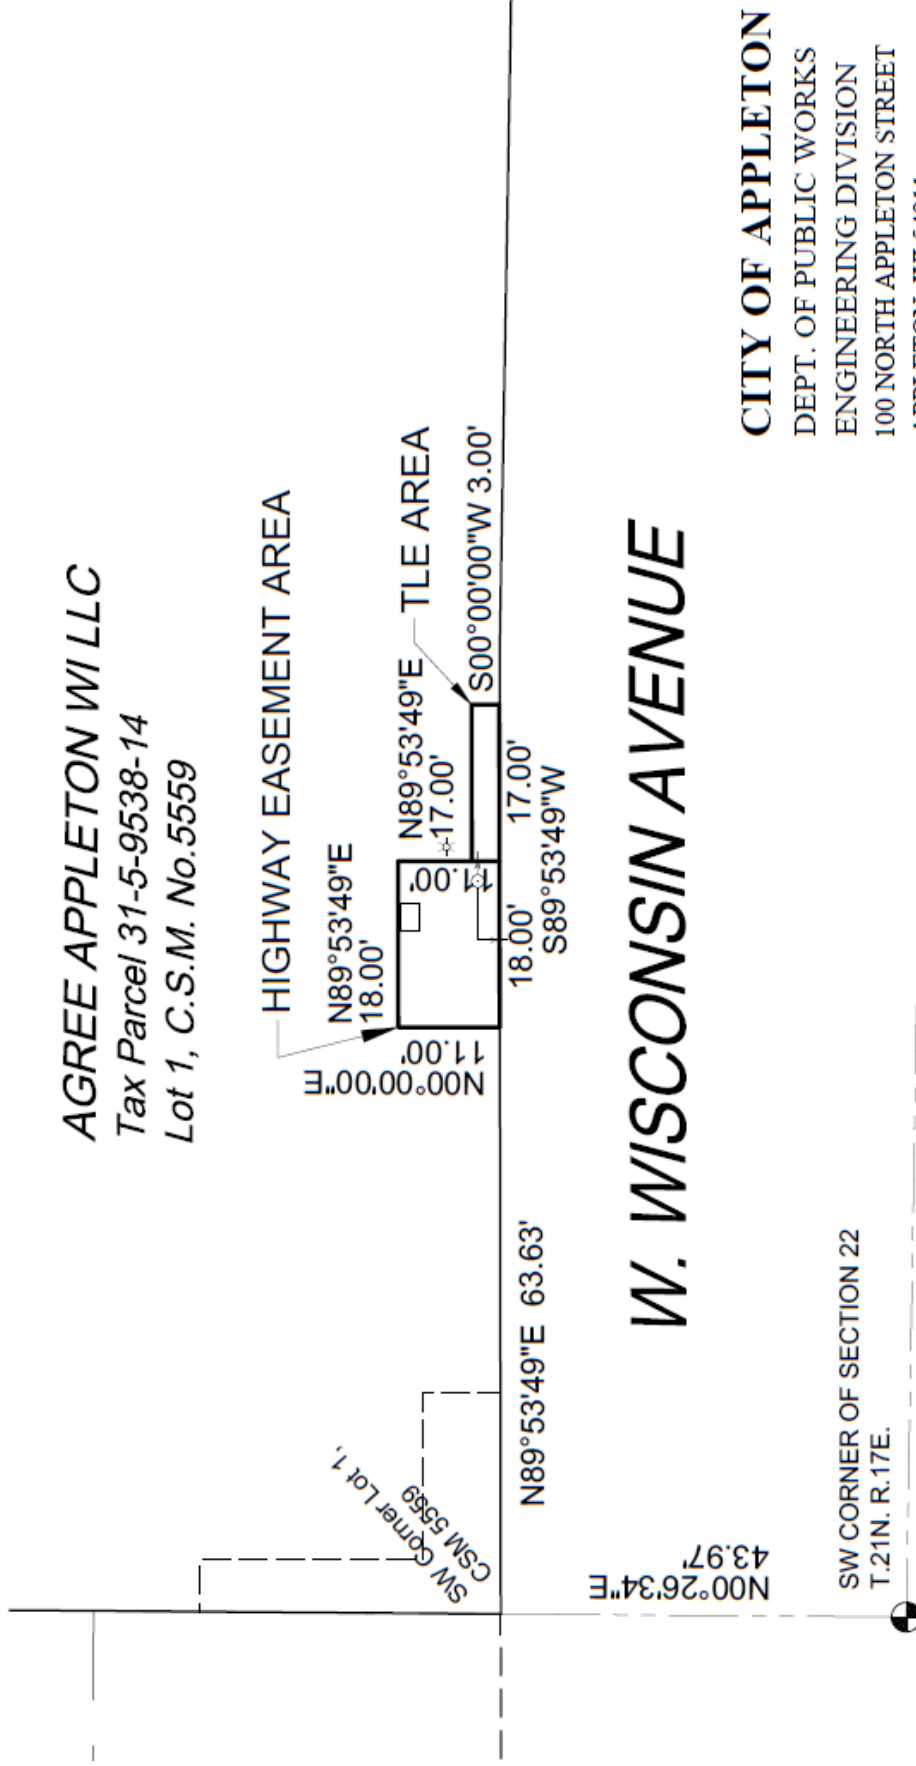 AGREE APPLETON WI LLC
Tax Parcel 31-5-9538-14
Lot 1, C.S.M. No.5559
HIGHWAY EASEMENT AREA
N89°53'49"E
18.00'
N00°00'00"E
11.00'
N89°53'49"E
17.00'
TLE AREA
11.00'
S00°00'00"W 3.00'
18.00'
17.00'
S89°53'49"W
SW Corner Lot 1,
CSM 5559
N89°53'49"E 63.63'
W. WISCONSIN AVENUE
N00°26'34"E
43.97'
SW CORNER OF SECTION 22
T.21N. R.17E.
CITY OF APPLETON
DEPT. OF PUBLIC WORKS
ENGINEERING DIVISION
100 NORTH APPLETON STREET